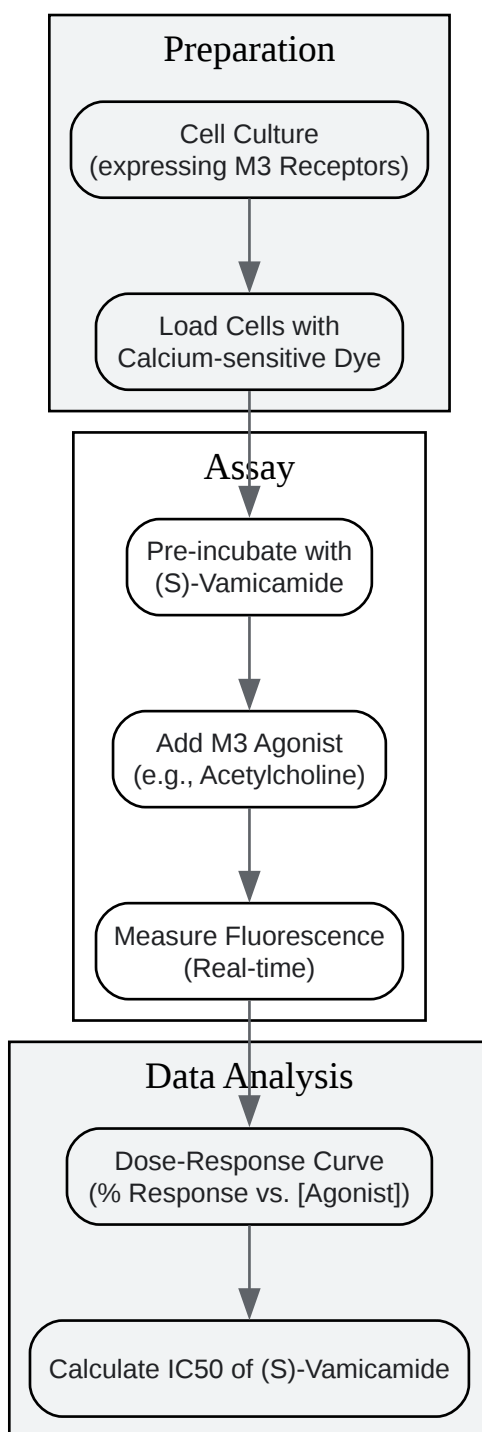 Preparation
Cell Culture
(expressing M3 Receptors)
Load Cells with
Calcium-sensitive Dye
Assay
Pre-incubate with
(S)-Vamicamide
Add M3 Agonist
(e.g., Acetylcholine)
Measure Fluorescence
(Real-time)
Data Analysis
Dose-Response Curve
(% Response vs. [Agonist])
Calculate IC50 of (S)-Vamicamide